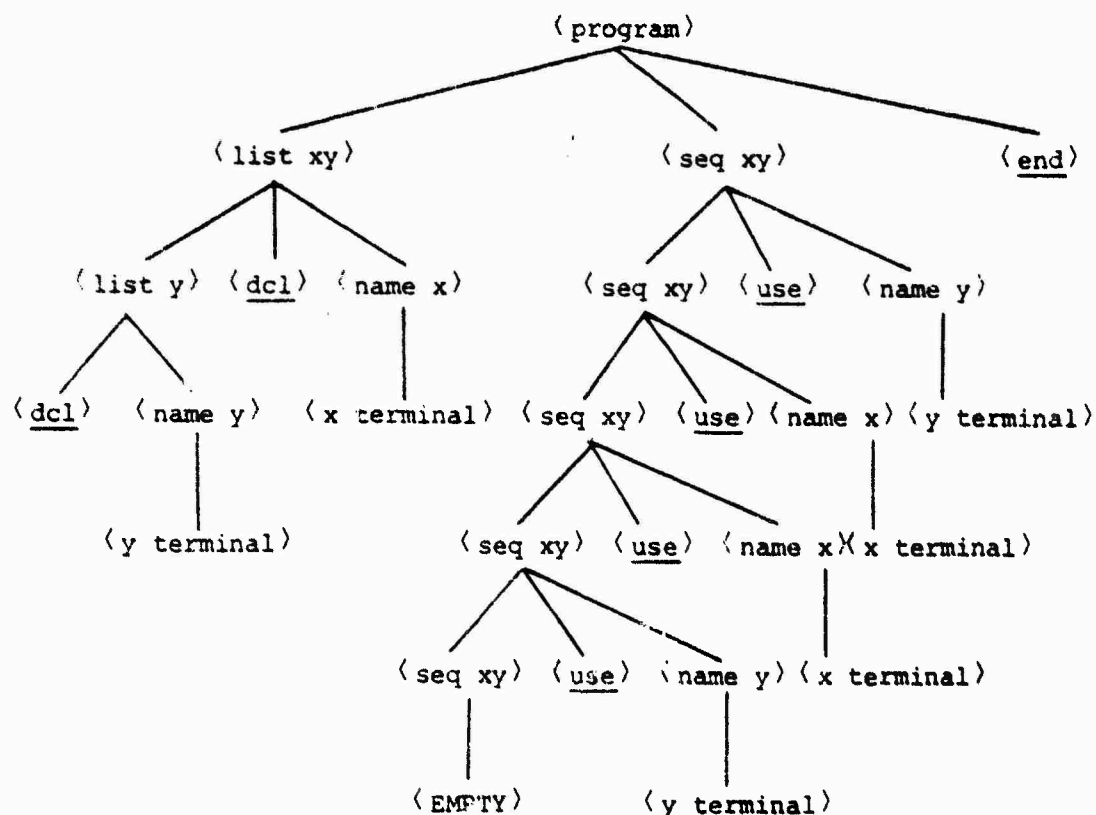 ⟨program⟩
⟨list xy⟩ ⟨seq xy⟩ ⟨end⟩
⟨list y⟩ ⟨dcl⟩ ⟨name x⟩ ⟨seq xy⟩ ⟨use⟩ ⟨name y⟩
⟨dcl⟩ ⟨name y⟩ ⟨x terminal⟩ ⟨seq xy⟩ ⟨use⟩ ⟨name x⟩ ⟨y terminal⟩
⟨y terminal⟩ ⟨seq xy⟩ ⟨use⟩ ⟨name x⟩⟨x terminal⟩
⟨seq xy⟩ ⟨use⟩ ⟨name y⟩ ⟨x terminal⟩
⟨EMPTY⟩ ⟨y terminal⟩